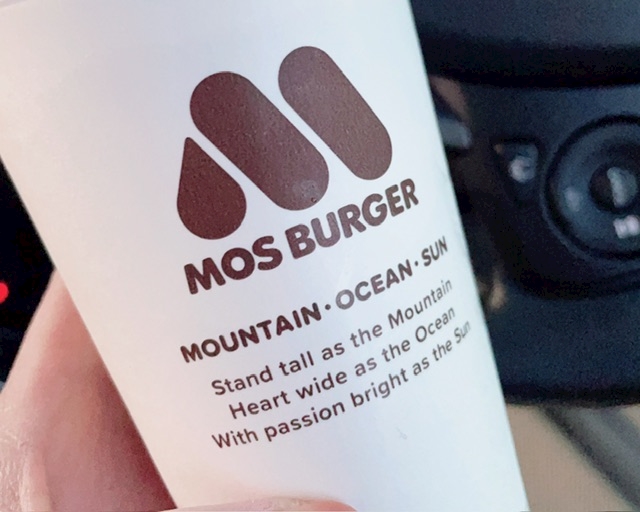 MOS BURGER
MOUNTAIN·OCEAN·SUN
Stand tall as the Mountain
Heart wide as the Ocean
With passion bright as the Sun